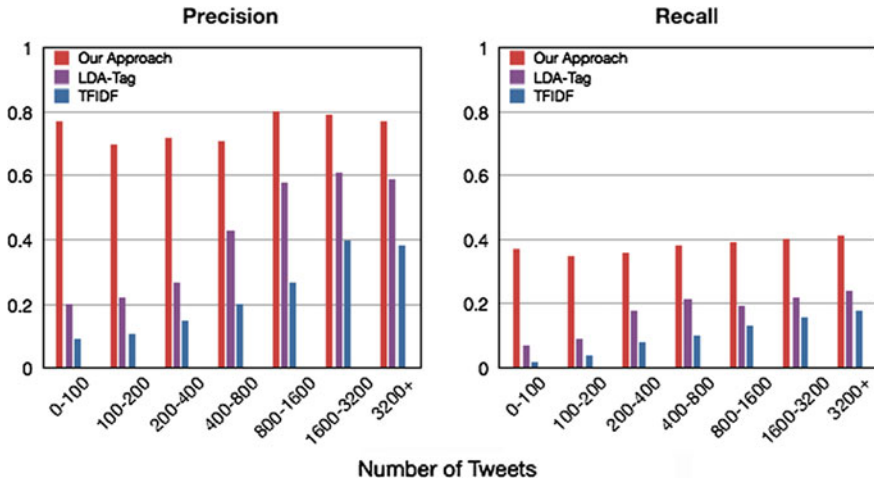 Precision
1
0.8
0.6
0.4
0.2
0
Our Approach
LDA-Tag
TFIDF
0-100
100-200
200-400
400-800
800-1600
1600-3200
3200+
Recall
1
0.8
0.6
0.4
0.2
0
Our Approach
LDA-Tag
TFIDF
0-100
100-200
200-400
400-800
800-1600
1600-3200
3200+
Number of Tweets